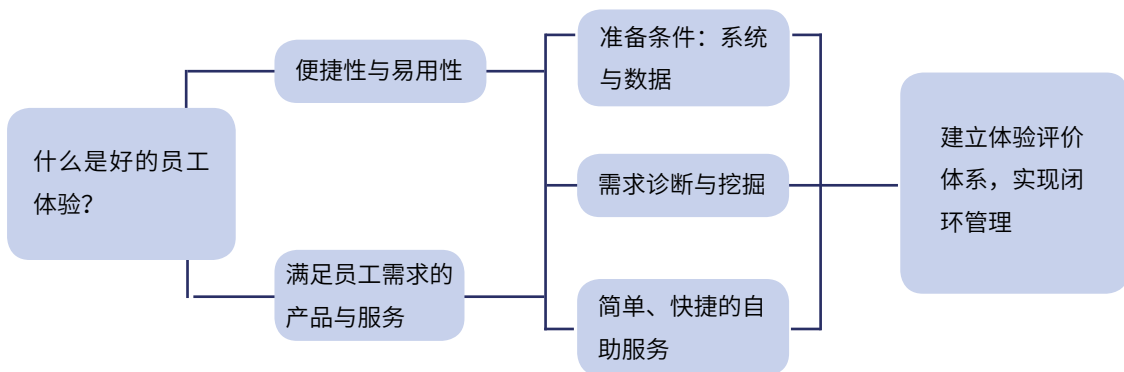 什么是好的员工
体验？
便捷性与易用性
满足员工需求的
产品与服务
准备条件：系统
与数据
需求诊断与挖掘
简单、快捷的自
助服务
建立体验评价
体系，实现闭
环管理